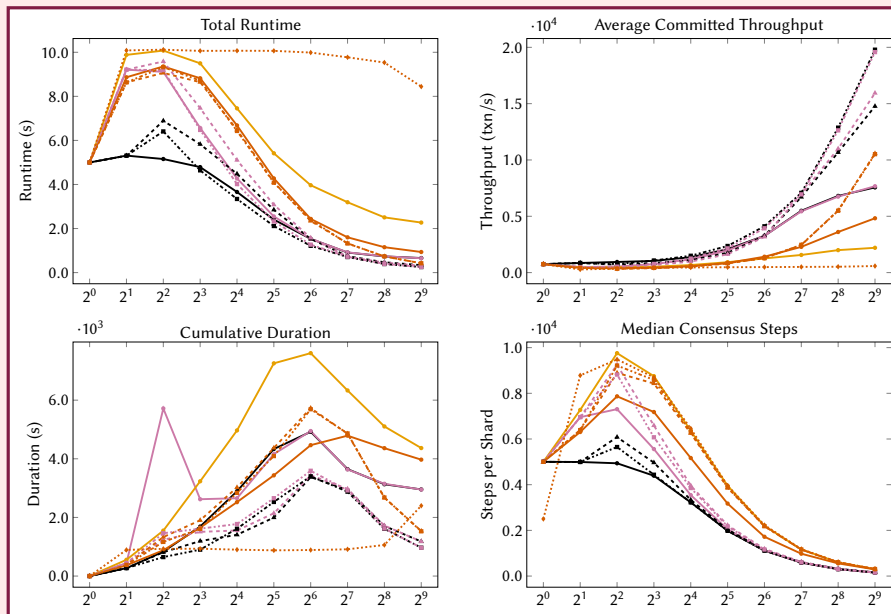 Total Runtime
Runtime (s)
10.0
8.0
6.0
4.0
2.0
0.0
2⁰ 2¹ 2² 2³ 2⁴ 2⁵ 2⁶ 2⁷ 2⁸ 2⁹
Average Committed Throughput
·10⁴
Throughput (txn/s)
2.0
1.5
1.0
0.5
0.0
2⁰ 2¹ 2² 2³ 2⁴ 2⁵ 2⁶ 2⁷ 2⁸ 2⁹
Cumulative Duration
·10³
Duration (s)
8.0
6.0
4.0
2.0
0.0
2⁰ 2¹ 2² 2³ 2⁴ 2⁵ 2⁶ 2⁷ 2⁸ 2⁹
Median Consensus Steps
·10⁴
Steps per Shard
1.0
0.8
0.6
0.4
0.2
0.0
2⁰ 2¹ 2² 2³ 2⁴ 2⁵ 2⁶ 2⁷ 2⁸ 2⁹